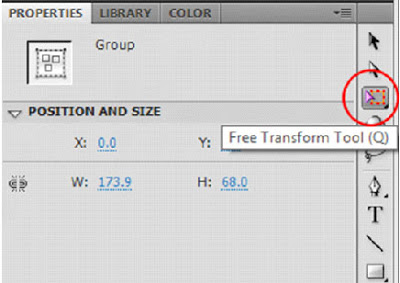 PROPERTIES LIBRARY COLOR
Group
POSITION AND SIZE
X: 0.0 Y:
Free Transform Tool (Q)
W: 173.9 H: 68.0
T